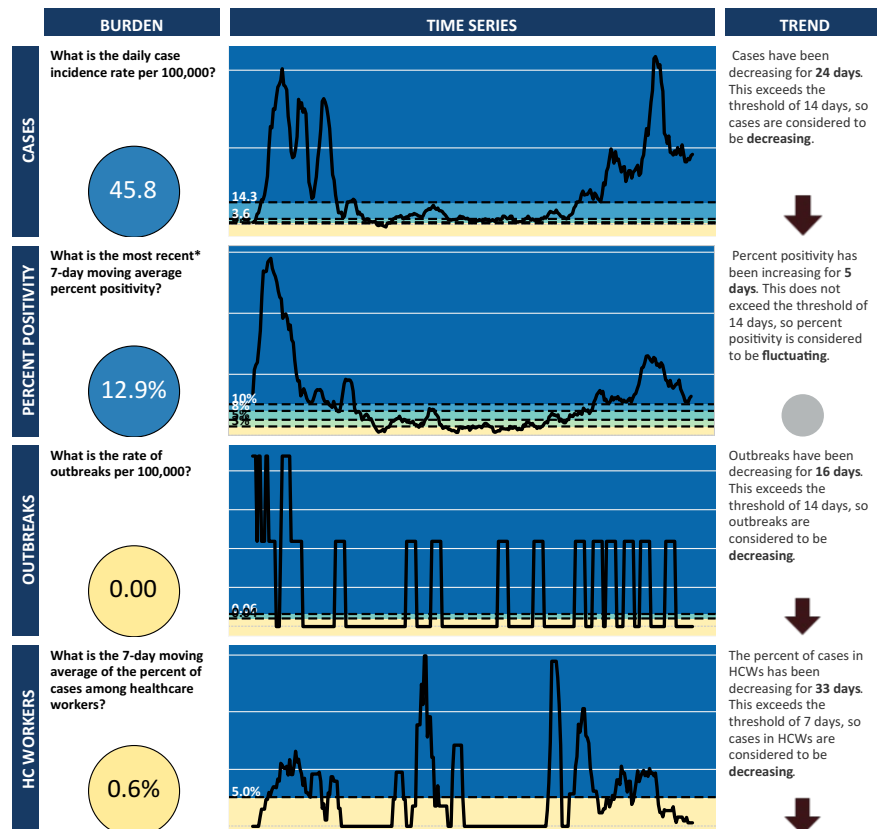 BURDEN
TIME SERIES
TREND
CASES
What is the daily case
incidence rate per 100,000?
45.8
14.3
3.6
Cases have been
decreasing for 24 days.
This exceeds the
threshold of 14 days, so
cases are considered to
be decreasing.
PERCENT POSITIVITY
What is the most recent*
7-day moving average
percent positivity?
12.9%
10%
8%
3%
Percent positivity has
been increasing for 5
days. This does not
exceed the threshold of
14 days, so percent
positivity is considered
to be fluctuating.
OUTBREAKS
What is the rate of
outbreaks per 100,000?
0.00
Outbreaks have been
decreasing for 16 days.
This exceeds the
threshold of 14 days, so
outbreaks are
considered to be
decreasing.
HC WORKERS
What is the 7-day moving
average of the percent of
cases among healthcare
workers?
0.6%
5.0%
The percent of cases in
HCWs has been
decreasing for 33 days.
This exceeds the
threshold of 7 days, so
cases in HCWs are
considered to be
decreasing.